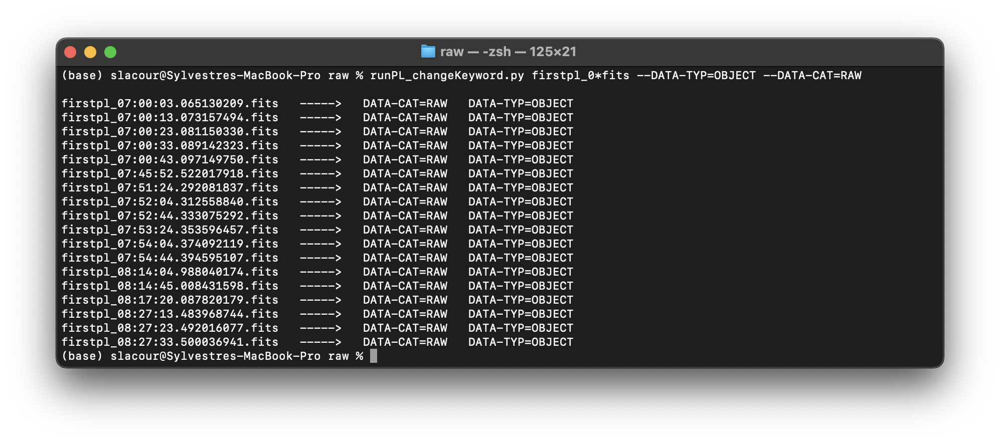 raw — -zsh — 125×21
(base) slacour@Sylvestres-MacBook-Pro raw % runPL_changeKeyword.py firstpl_0*fits --DATA-TYP=OBJECT --DATA-CAT=RAW
firstpl_07:00:03.065130209.fits   ----->   DATA-CAT=RAW   DATA-TYP=OBJECT
firstpl_07:00:13.073157494.fits   ----->   DATA-CAT=RAW   DATA-TYP=OBJECT
firstpl_07:00:23.081150330.fits   ----->   DATA-CAT=RAW   DATA-TYP=OBJECT
firstpl_07:00:33.089142323.fits   ----->   DATA-CAT=RAW   DATA-TYP=OBJECT
firstpl_07:00:43.097149750.fits   ----->   DATA-CAT=RAW   DATA-TYP=OBJECT
firstpl_07:45:52.522017918.fits   ----->   DATA-CAT=RAW   DATA-TYP=OBJECT
firstpl_07:51:24.292081837.fits   ----->   DATA-CAT=RAW   DATA-TYP=OBJECT
firstpl_07:52:04.312558840.fits   ----->   DATA-CAT=RAW   DATA-TYP=OBJECT
firstpl_07:52:44.333075292.fits   ----->   DATA-CAT=RAW   DATA-TYP=OBJECT
firstpl_07:53:24.353596457.fits   ----->   DATA-CAT=RAW   DATA-TYP=OBJECT
firstpl_07:54:04.374092119.fits   ----->   DATA-CAT=RAW   DATA-TYP=OBJECT
firstpl_07:54:44.394595107.fits   ----->   DATA-CAT=RAW   DATA-TYP=OBJECT
firstpl_08:14:04.988040174.fits   ----->   DATA-CAT=RAW   DATA-TYP=OBJECT
firstpl_08:14:45.008431598.fits   ----->   DATA-CAT=RAW   DATA-TYP=OBJECT
firstpl_08:17:20.087820179.fits   ----->   DATA-CAT=RAW   DATA-TYP=OBJECT
firstpl_08:27:13.483968744.fits   ----->   DATA-CAT=RAW   DATA-TYP=OBJECT
firstpl_08:27:23.492016077.fits   ----->   DATA-CAT=RAW   DATA-TYP=OBJECT
firstpl_08:27:33.500036941.fits   ----->   DATA-CAT=RAW   DATA-TYP=OBJECT
(base) slacour@Sylvestres-MacBook-Pro raw %